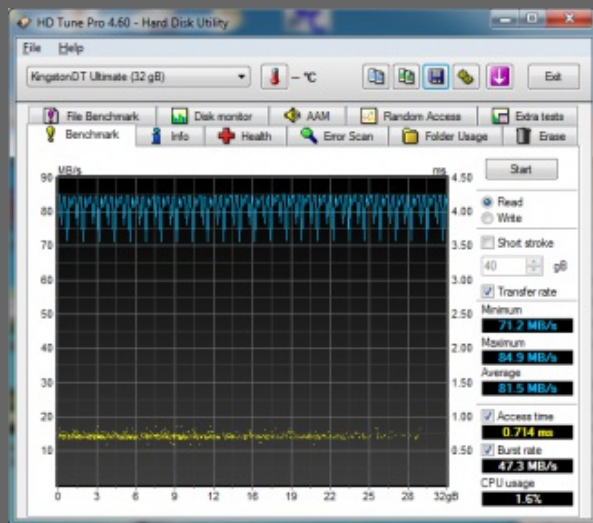 HD Tune Pro 4.60 - Hard Disk Utility
File Help
KingstonDT Ultimate (32 gB)
– °C
Exit
File Benchmark Disk monitor AAM Random Access Extra tests
Benchmark Info Health Error Scan Folder Usage Erase
MB/s ms
Start
90 4.50
Read
80 4.00
Write
70 3.50
Short stroke
60 3.00
40 gB
Transfer rate
50 2.50
Minimum
71.2 MB/s
40 2.00
Maximum
84.9 MB/s
30 1.50
Average
81.5 MB/s
20 1.00
Access time
0.714 ms
10 0.50
Burst rate
47.3 MB/s
CPU usage
1.6%
0 3 6 9 12 16 19 22 25 28 32gB